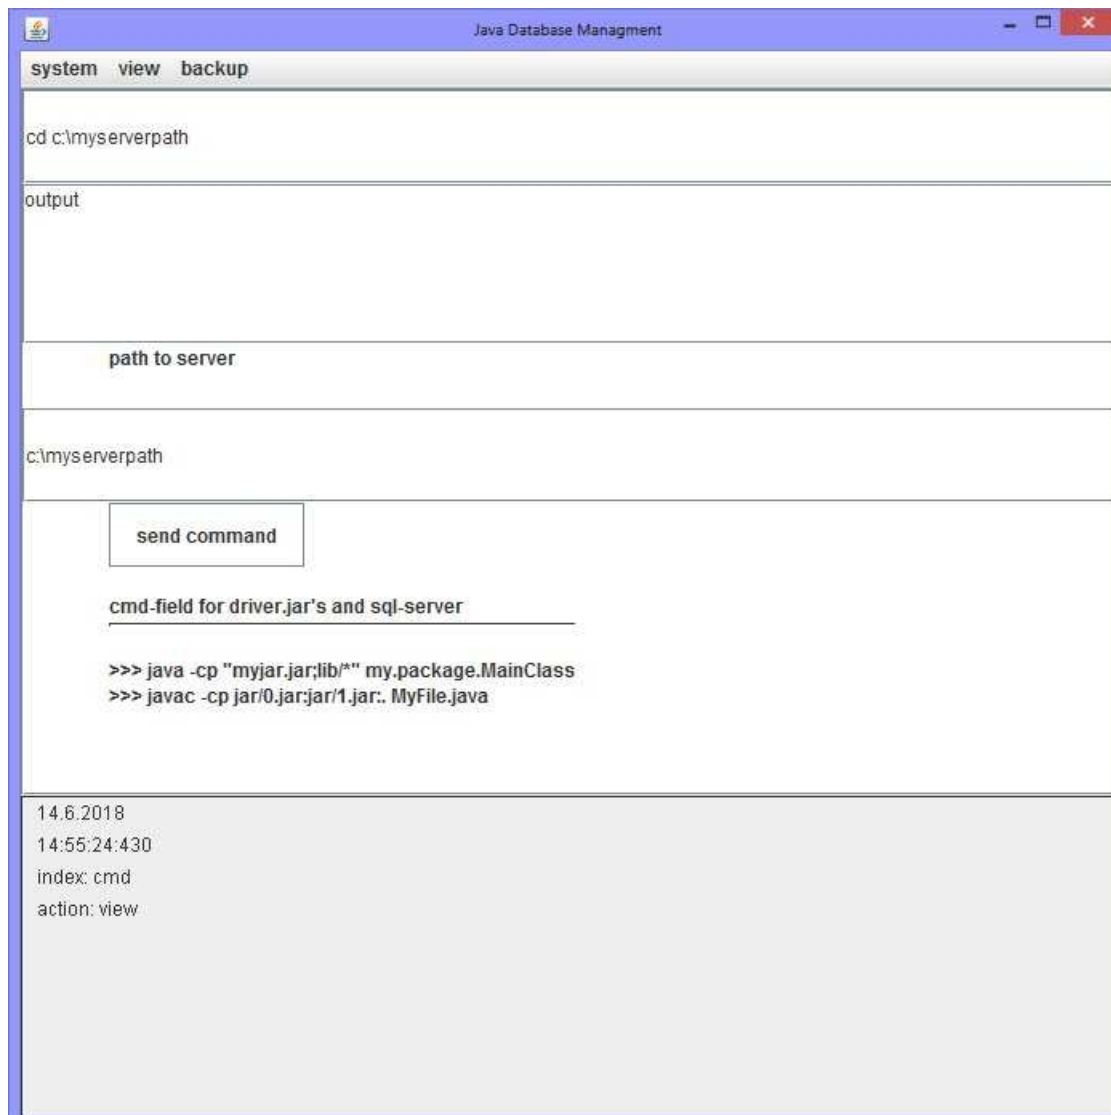 Java Database Managment
system view backup
cd c:\myserverpath
output
path to server
c:\myserverpath
send command
cmd-field for driver.jar's and sql-server
>>> java -cp "myjar.jar;lib/*" my.package.MainClass
>>> javac -cp jar/0.jar:jar/1.jar:. MyFile.java
14.6.2018
14:55:24:430
index: cmd
action: view